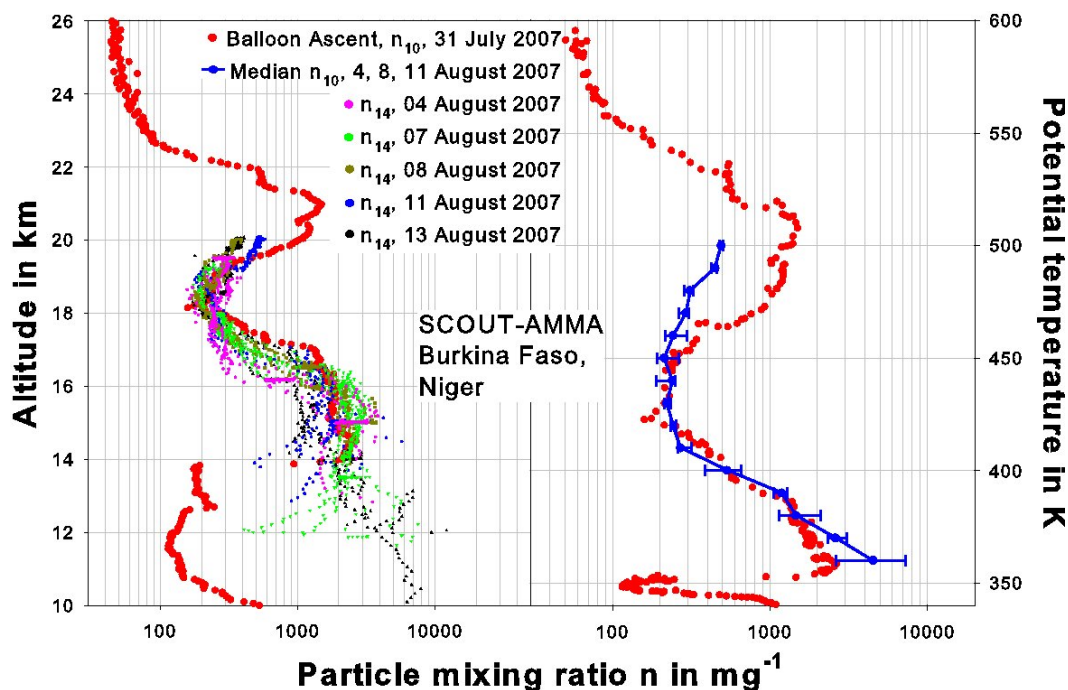 26
24
22
20
18
16
14
12
10
Altitude in km
Balloon Ascent, n10, 31 July 2007
Median n10, 4, 8, 11 August 2007
n14, 04 August 2007
n14, 07 August 2007
n14, 08 August 2007
n14, 11 August 2007
n14, 13 August 2007
SCOUT-AMMA
Burkina Faso,
Niger
600
550
500
450
400
350
Potential temperature in K
100 1000 10000 100 1000 10000
Particle mixing ratio n in mg-1